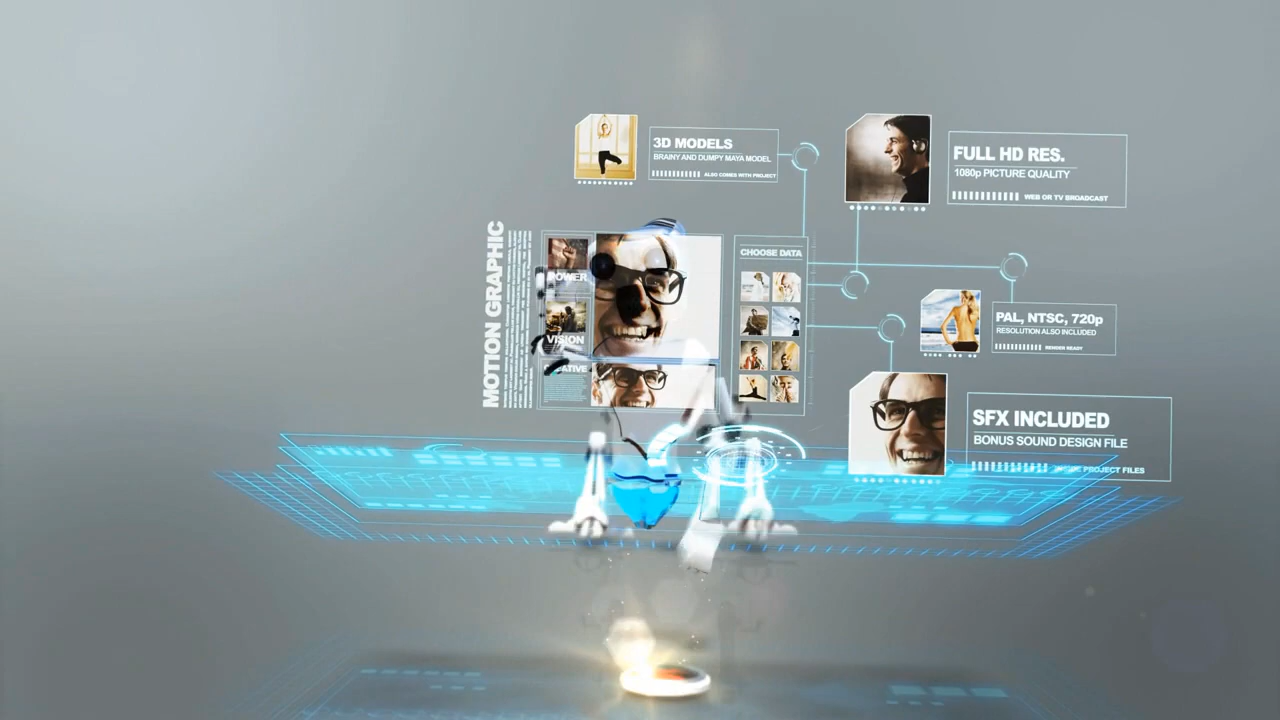 3D MODELS
BRAINY AND DUMPY MAYA MODEL
ALSO COMES WITH PROJECT
FULL HD RES.
1080p PICTURE QUALITY
WEB OR TV BROADCAST
MOTION GRAPHIC
POWER
VISION
CHOOSE DATA
PAL, NTSC, 720p
RESOLUTION ALSO INCLUDED
RENDER READY
SFX INCLUDED
BONUS SOUND DESIGN FILE
INSIDE PROJECT FILES